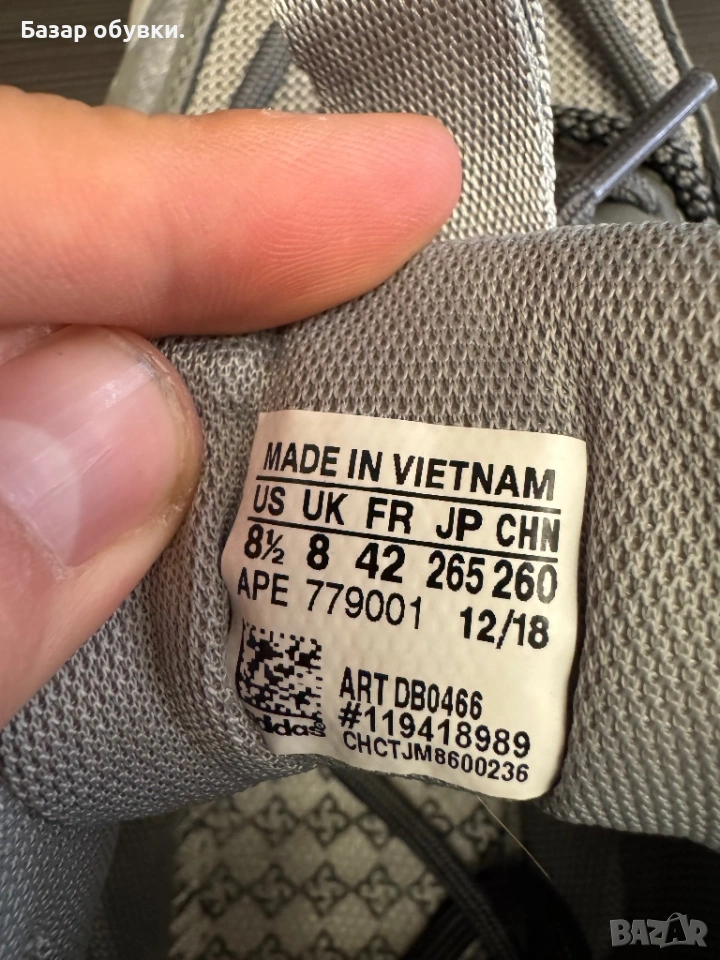 Базар обувки.
MADE IN VIETNAM
US UK FR JP CHN
8½ 8 42 265 260
APE 779001 12/18
ART DB0466
#119418989
CHCTJM8600236
adidas
BAZAR